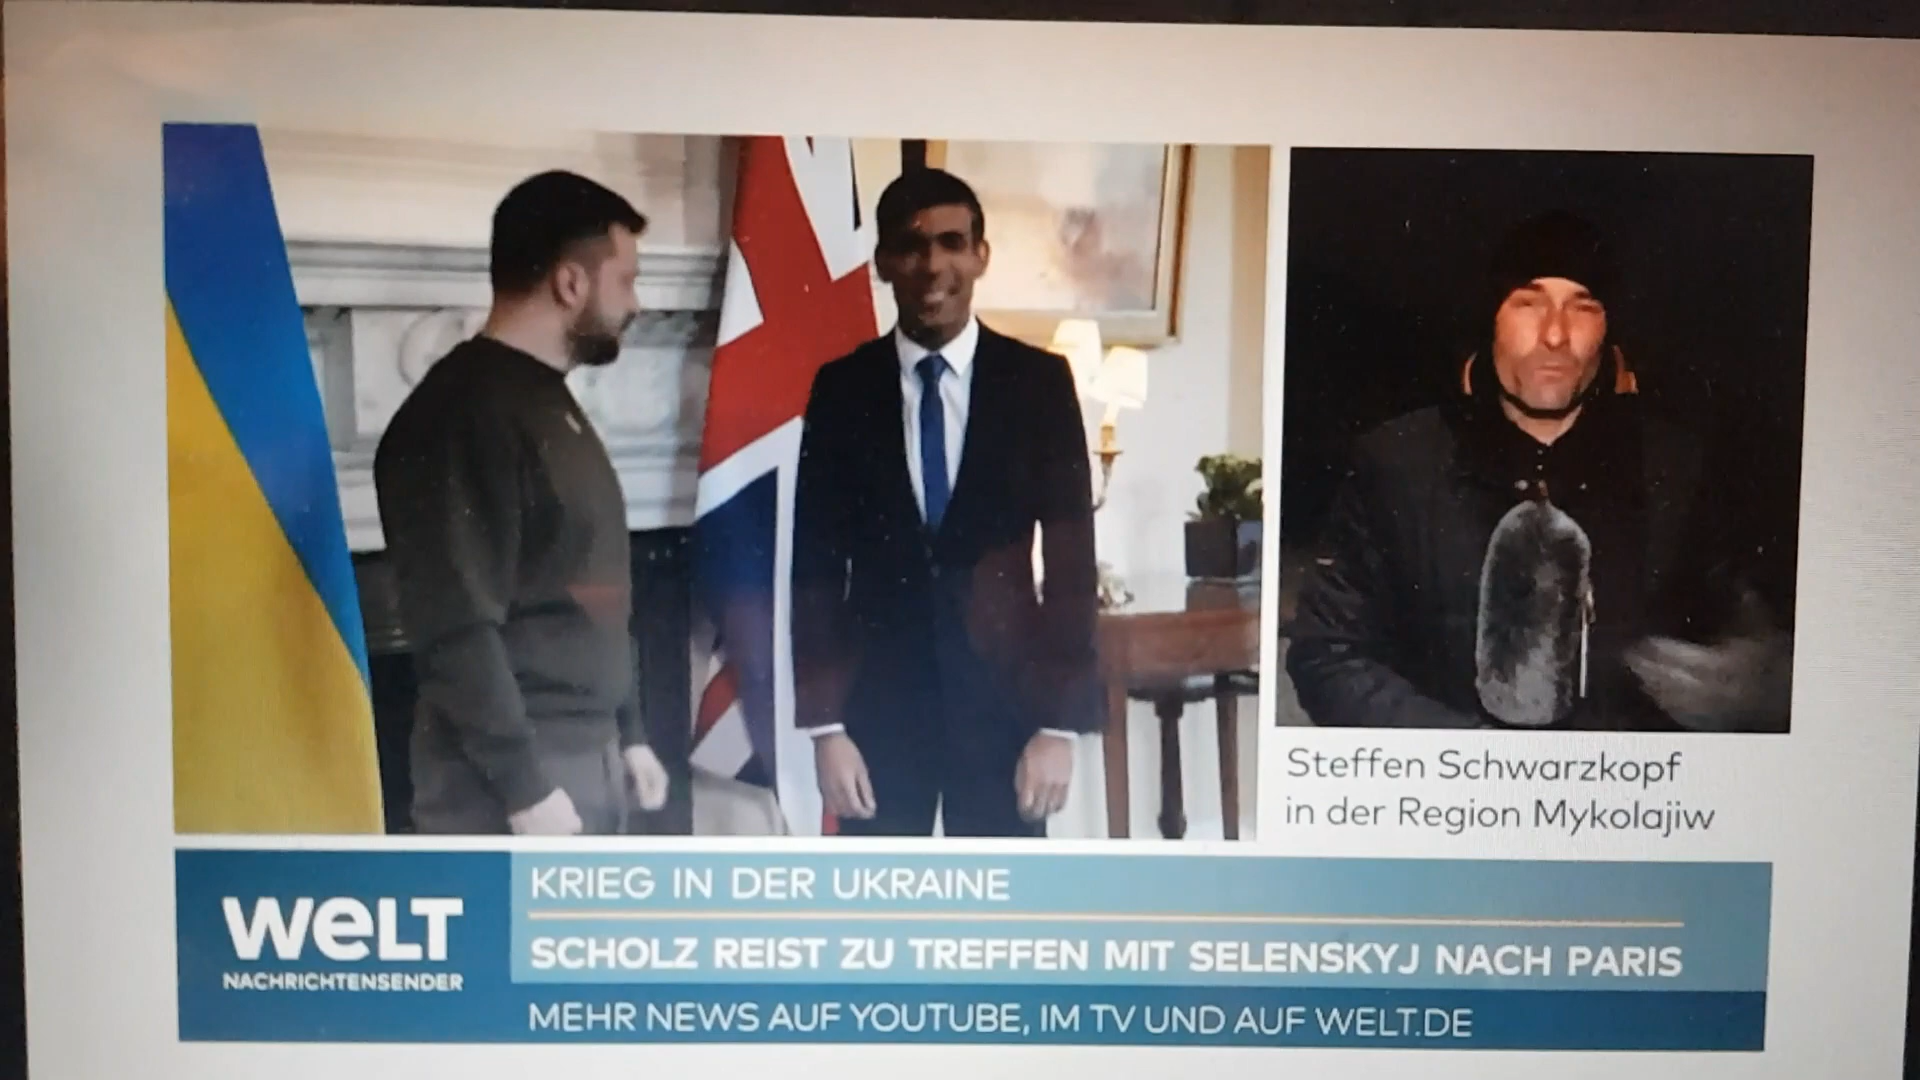 Steffen Schwarzkopf
in der Region Mykolajiw
WELT
NACHRICHTENSENDER
KRIEG IN DER UKRAINE
SCHOLZ REIST ZU TREFFEN MIT SELENSKYJ NACH PARIS
MEHR NEWS AUF YOUTUBE, IM TV UND AUF WELT.DE